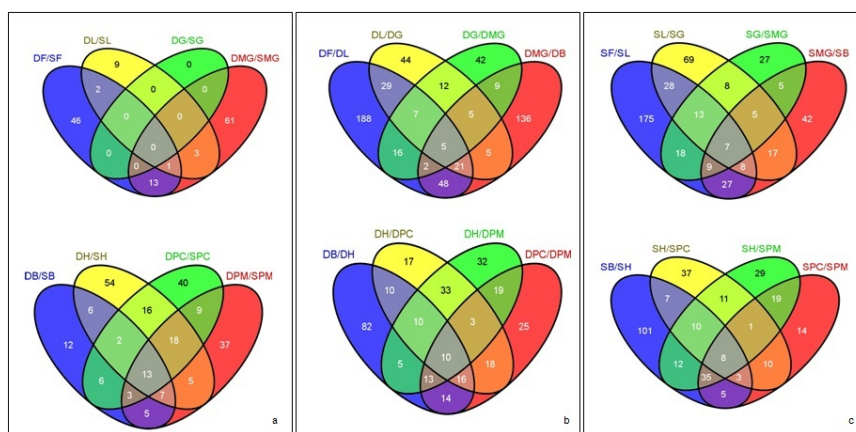 DL/SL DG/SG
DF/SF DMG/SMG
9 0
2 0 0
46 0 0 61
0
0 0 1 3
13
DH/SH DPC/SPC
DB/SB DPM/SPM
54 40
6 16 9
12 2 18 37
13
6 3 7 5
5
a
DL/DG DG/DMG
DF/DL DMG/DB
44 42
29 12 9
188 7 5 136
5
16 2 21 5
48
DH/DPC DH/DPM
DB/DH DPC/DPM
17 32
10 33 19
82 10 3 25
10
5 13 16 18
14
b
SL/SG SG/SMG
SF/SL SMG/SB
69 27
28 8 5
175 13 5 42
7
18 9 8 17
27
SH/SPC SH/SPM
SB/SH SPC/SPM
37 29
7 11 19
101 10 1 14
8
12 35 3 10
5
c